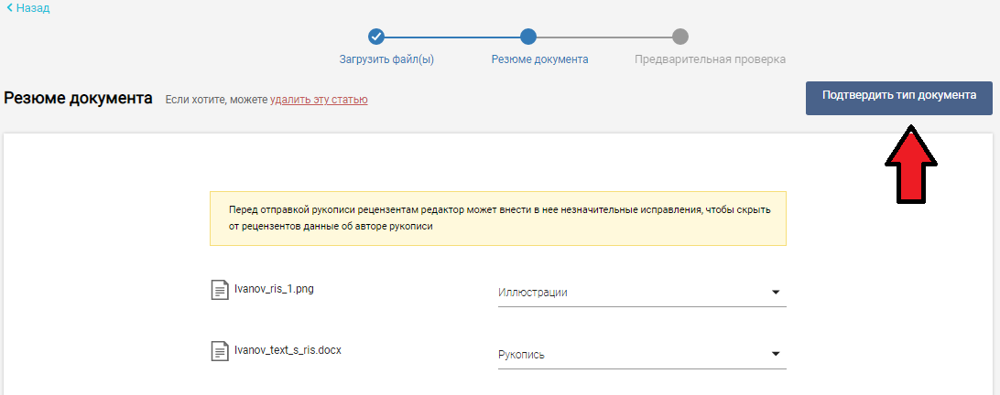 Назад
Загрузить файл(ы)
Резюме документа
Предварительная проверка
Резюме документа Если хотите, можете удалить эту статью
Подтвердить тип документа
Перед отправкой рукописи рецензентам редактор может внести в нее незначительные исправления, чтобы скрыть
от рецензентов данные об авторе рукописи
Ivanov_ris_1.png
Иллюстрации
Ivanov_text_s_ris.docx
Рукопись